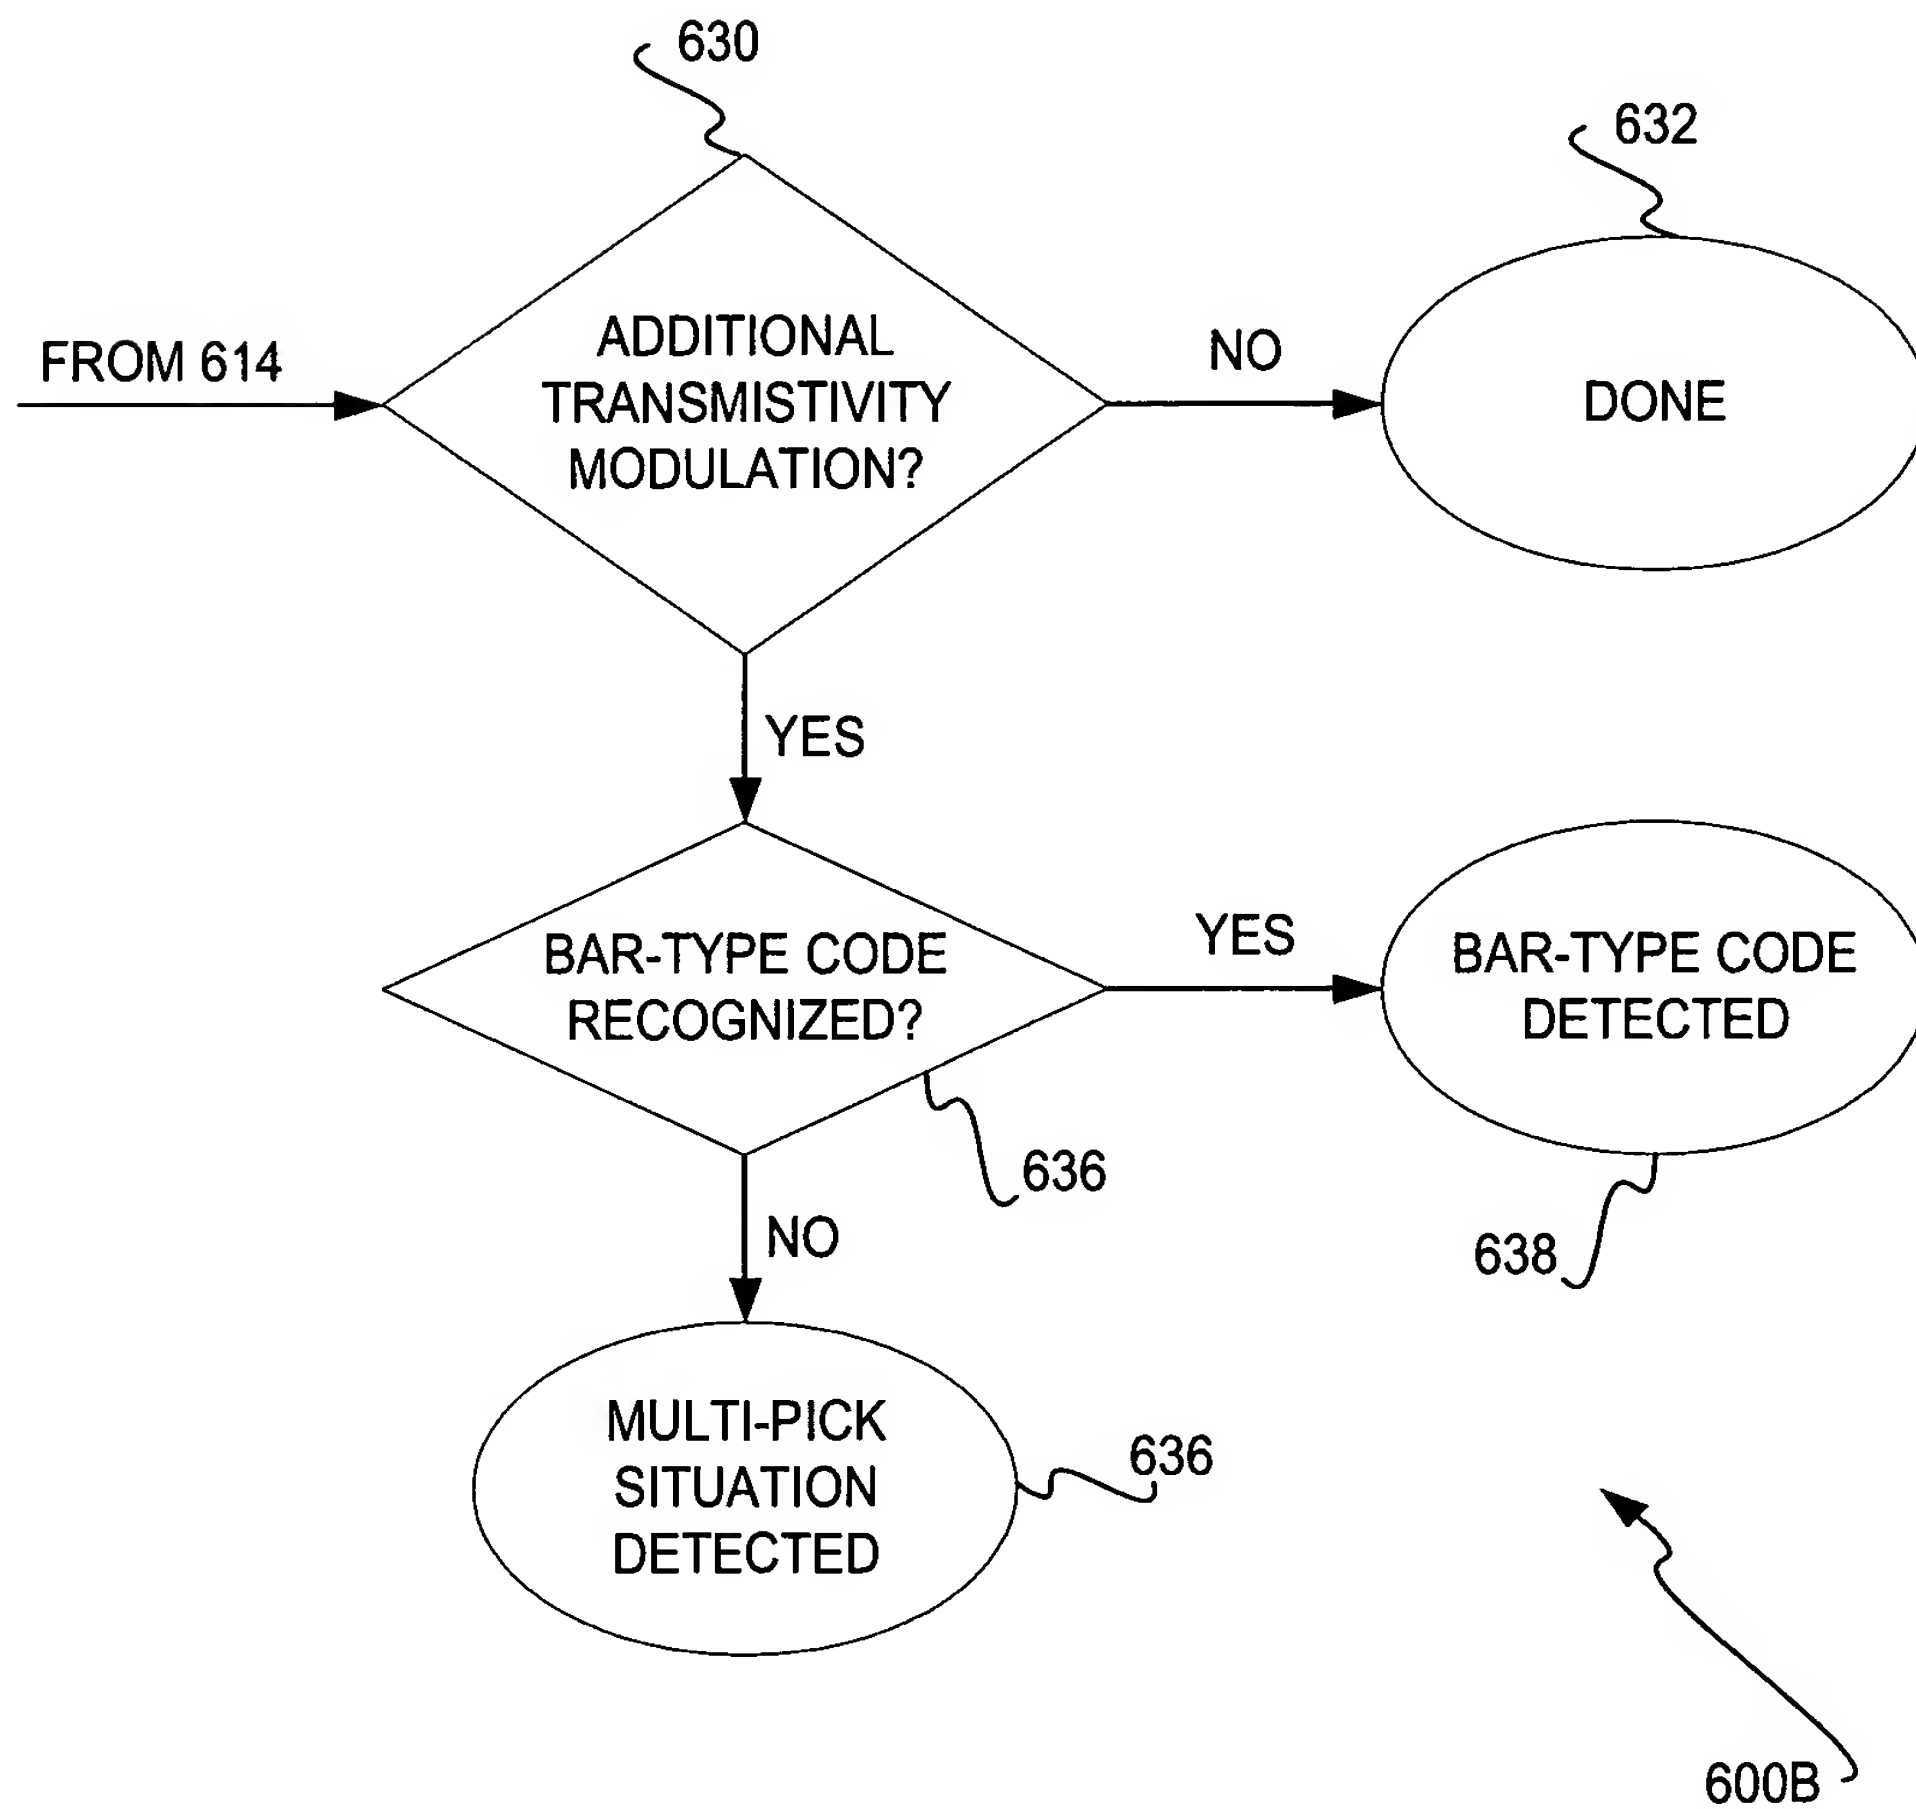 630
632
FROM 614
ADDITIONAL
TRANSMISTIVITY
MODULATION?
NO
DONE
YES
BAR-TYPE CODE
RECOGNIZED?
YES
BAR-TYPE CODE
DETECTED
636
638
NO
MULTI-PICK
SITUATION
DETECTED
636
600B